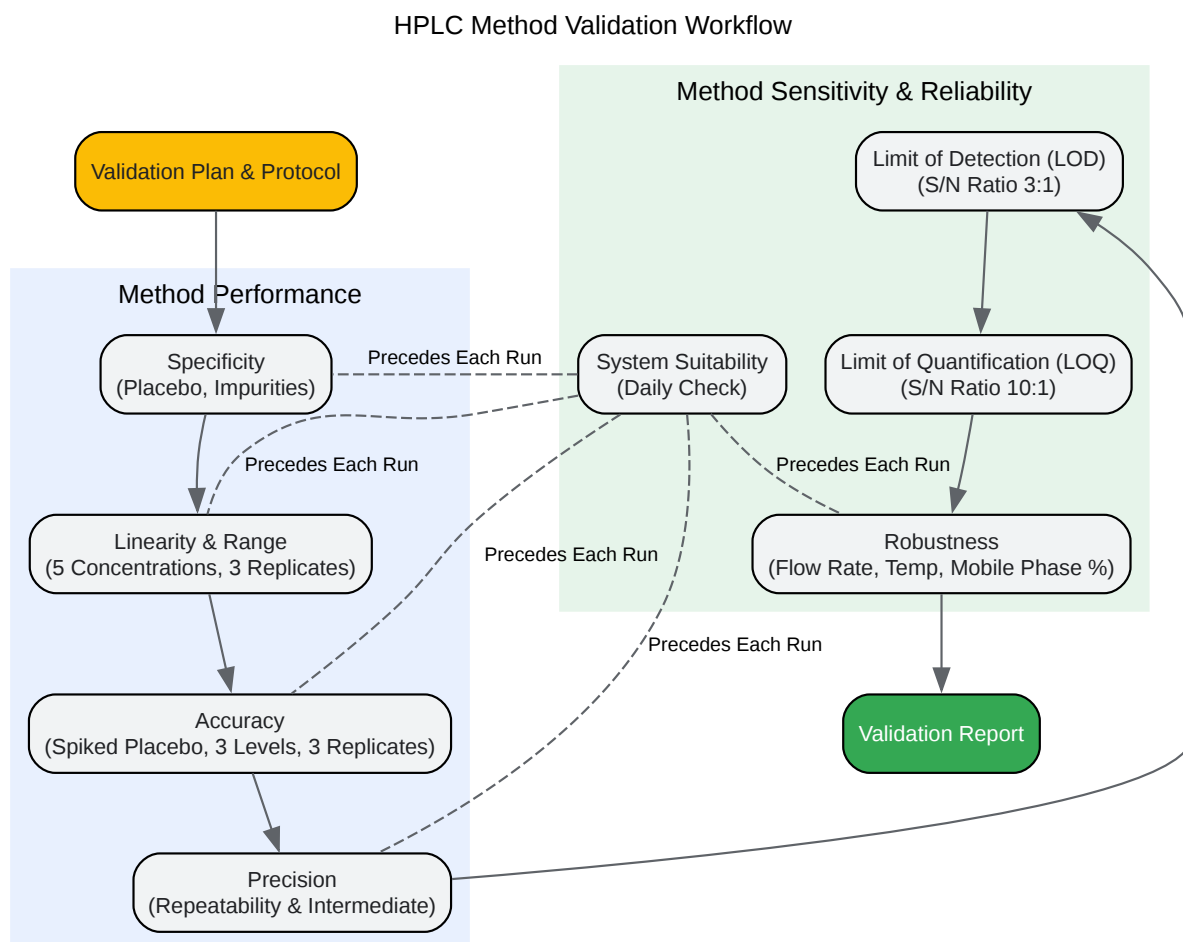 HPLC Method Validation Workflow
Method Sensitivity & Reliability
Validation Plan & Protocol
Limit of Detection (LOD)
(S/N Ratio 3:1)
Method Performance
Specificity
(Placebo, Impurities)
Precedes Each Run
System Suitability
(Daily Check)
Limit of Quantification (LOQ)
(S/N Ratio 10:1)
Precedes Each Run
Precedes Each Run
Linearity & Range
(5 Concentrations, 3 Replicates)
Precedes Each Run
Robustness
(Flow Rate, Temp, Mobile Phase %)
Precedes Each Run
Accuracy
(Spiked Placebo, 3 Levels, 3 Replicates)
Validation Report
Precision
(Repeatability & Intermediate)